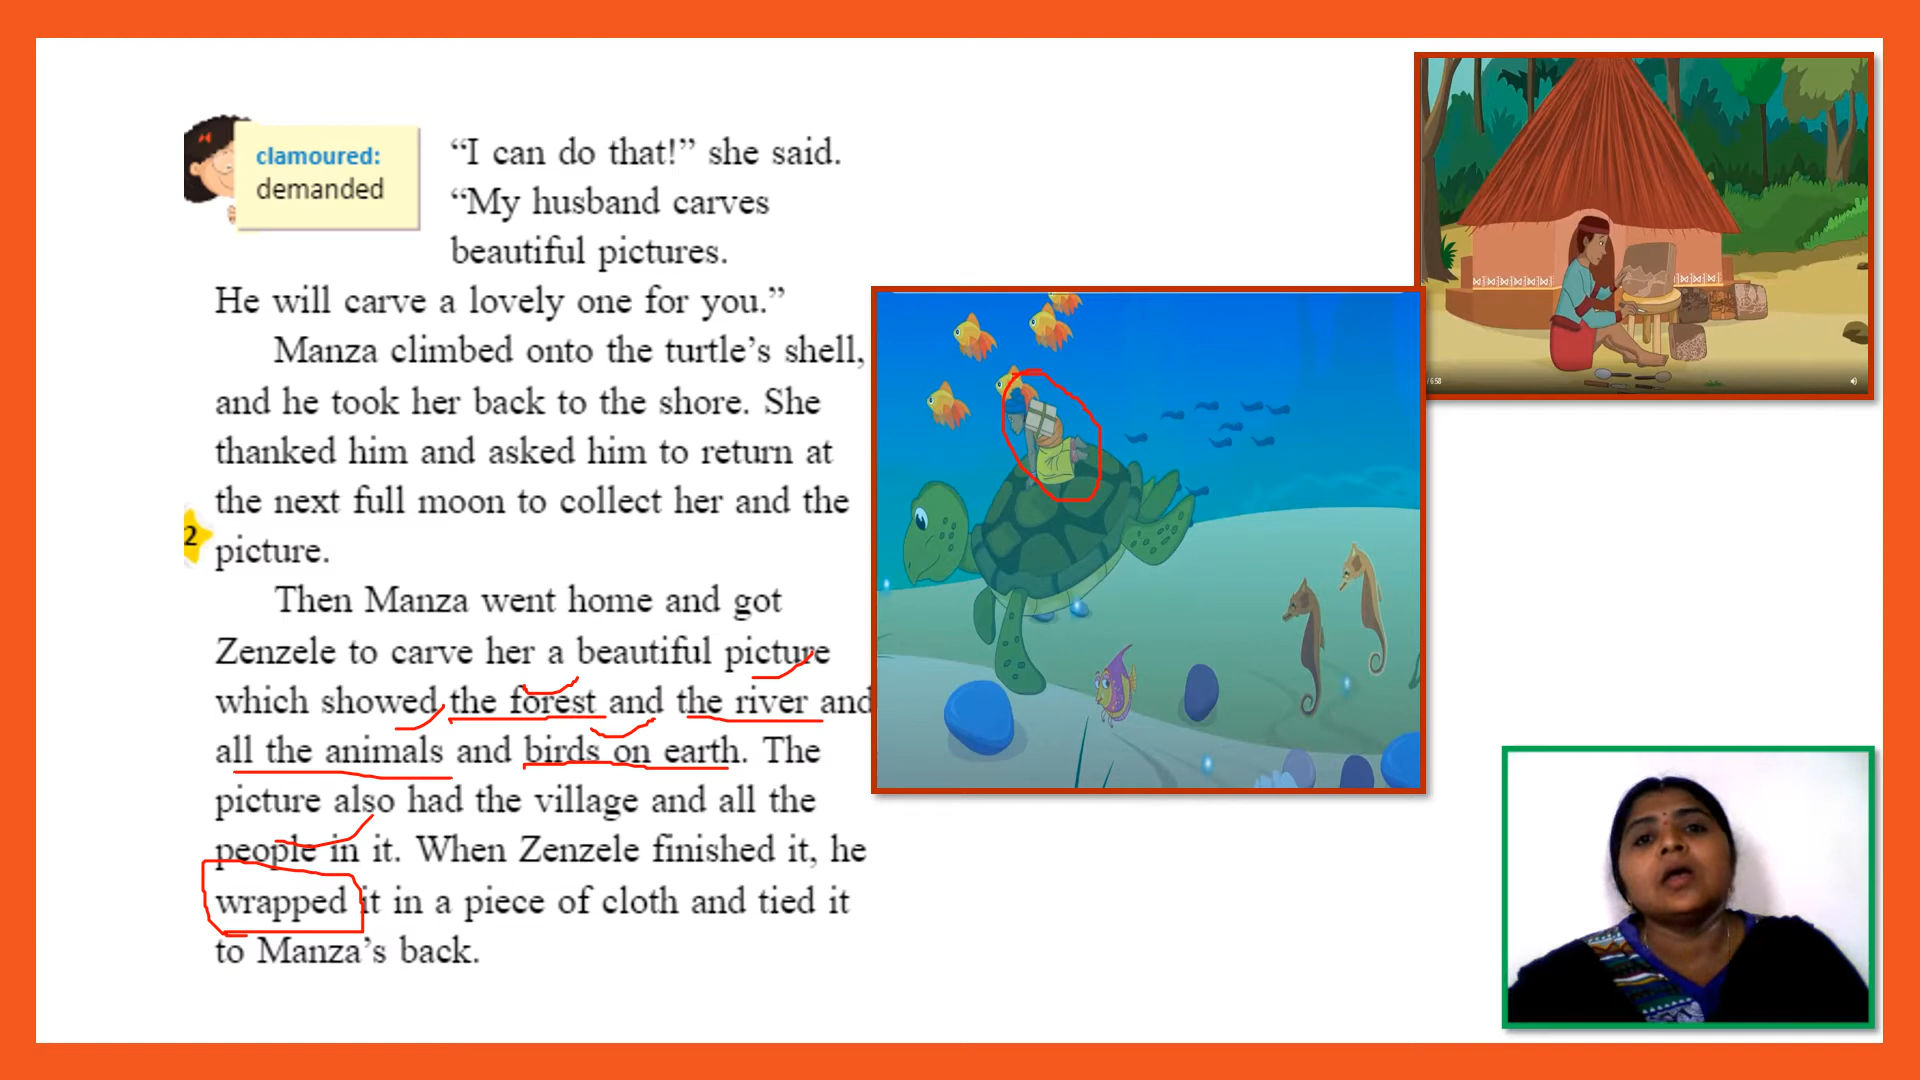 clamoured:
demanded
“I can do that!” she said.
“My husband carves
beautiful pictures.
He will carve a lovely one for you.”
Manza climbed onto the turtle’s shell,
and he took her back to the shore. She
thanked him and asked him to return at
the next full moon to collect her and the
2
picture.
Then Manza went home and got
Zenzele to carve her a beautiful picture
which showed the forest and the river and
all the animals and birds on earth. The
picture also had the village and all the
people in it. When Zenzele finished it, he
wrapped it in a piece of cloth and tied it
to Manza’s back.
/ 6:58